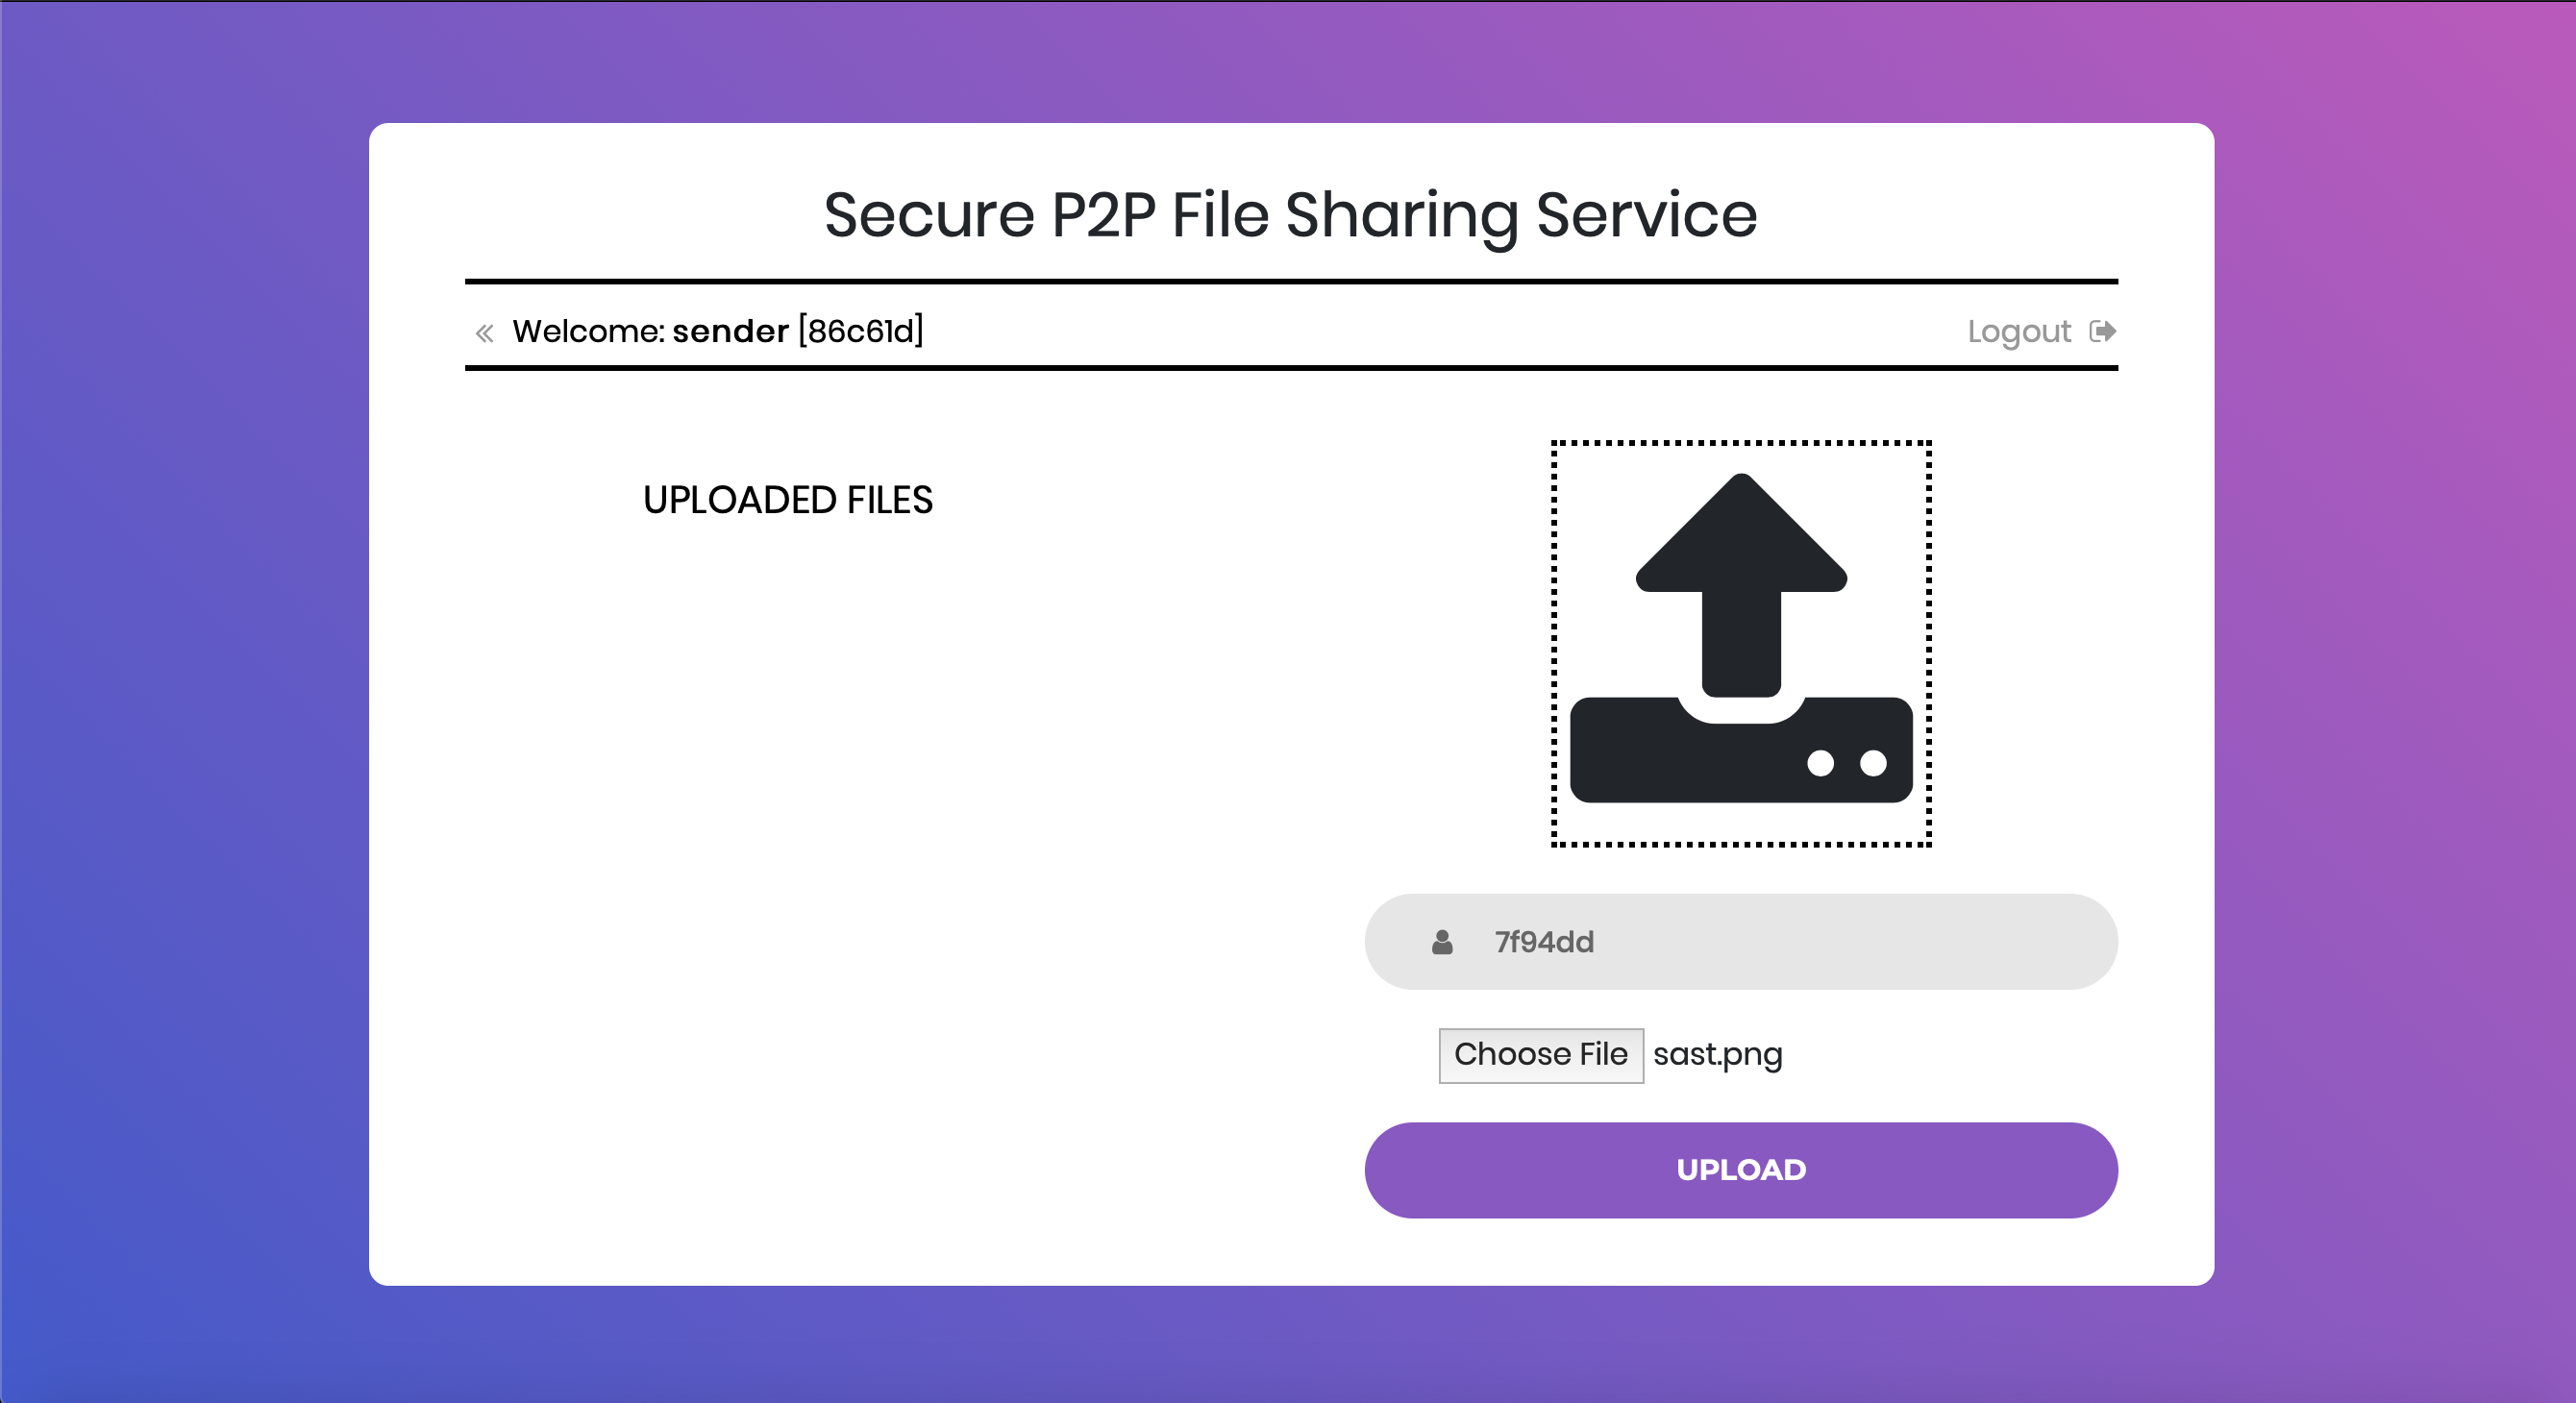 Secure P2P File Sharing Service
« Welcome: sender [86c61d] Logout
UPLOADED FILES
7f94dd
Choose File sast.png
UPLOAD